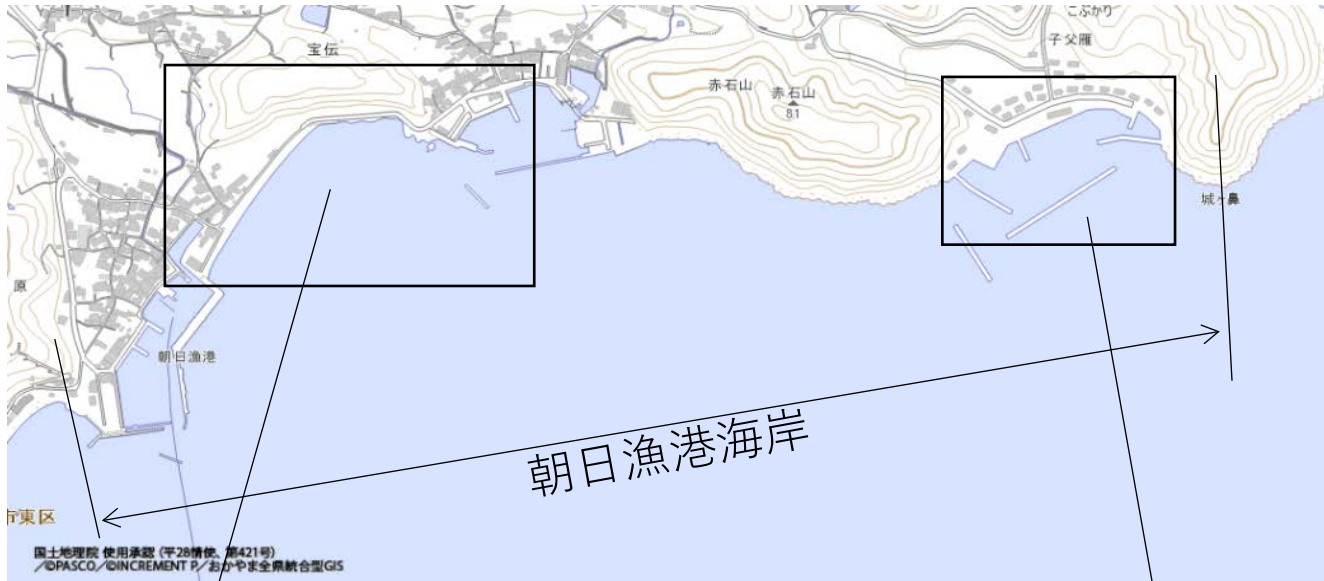 こぶかり
宝伝
子父雁
赤石山
赤石山
81
城ヶ鼻
原
朝日漁港
朝日漁港海岸
市東区
国土地理院 使用承認 (平28情使、第421号)
／©PASCO／©INCREMENT P／おかやま全県統合型GIS